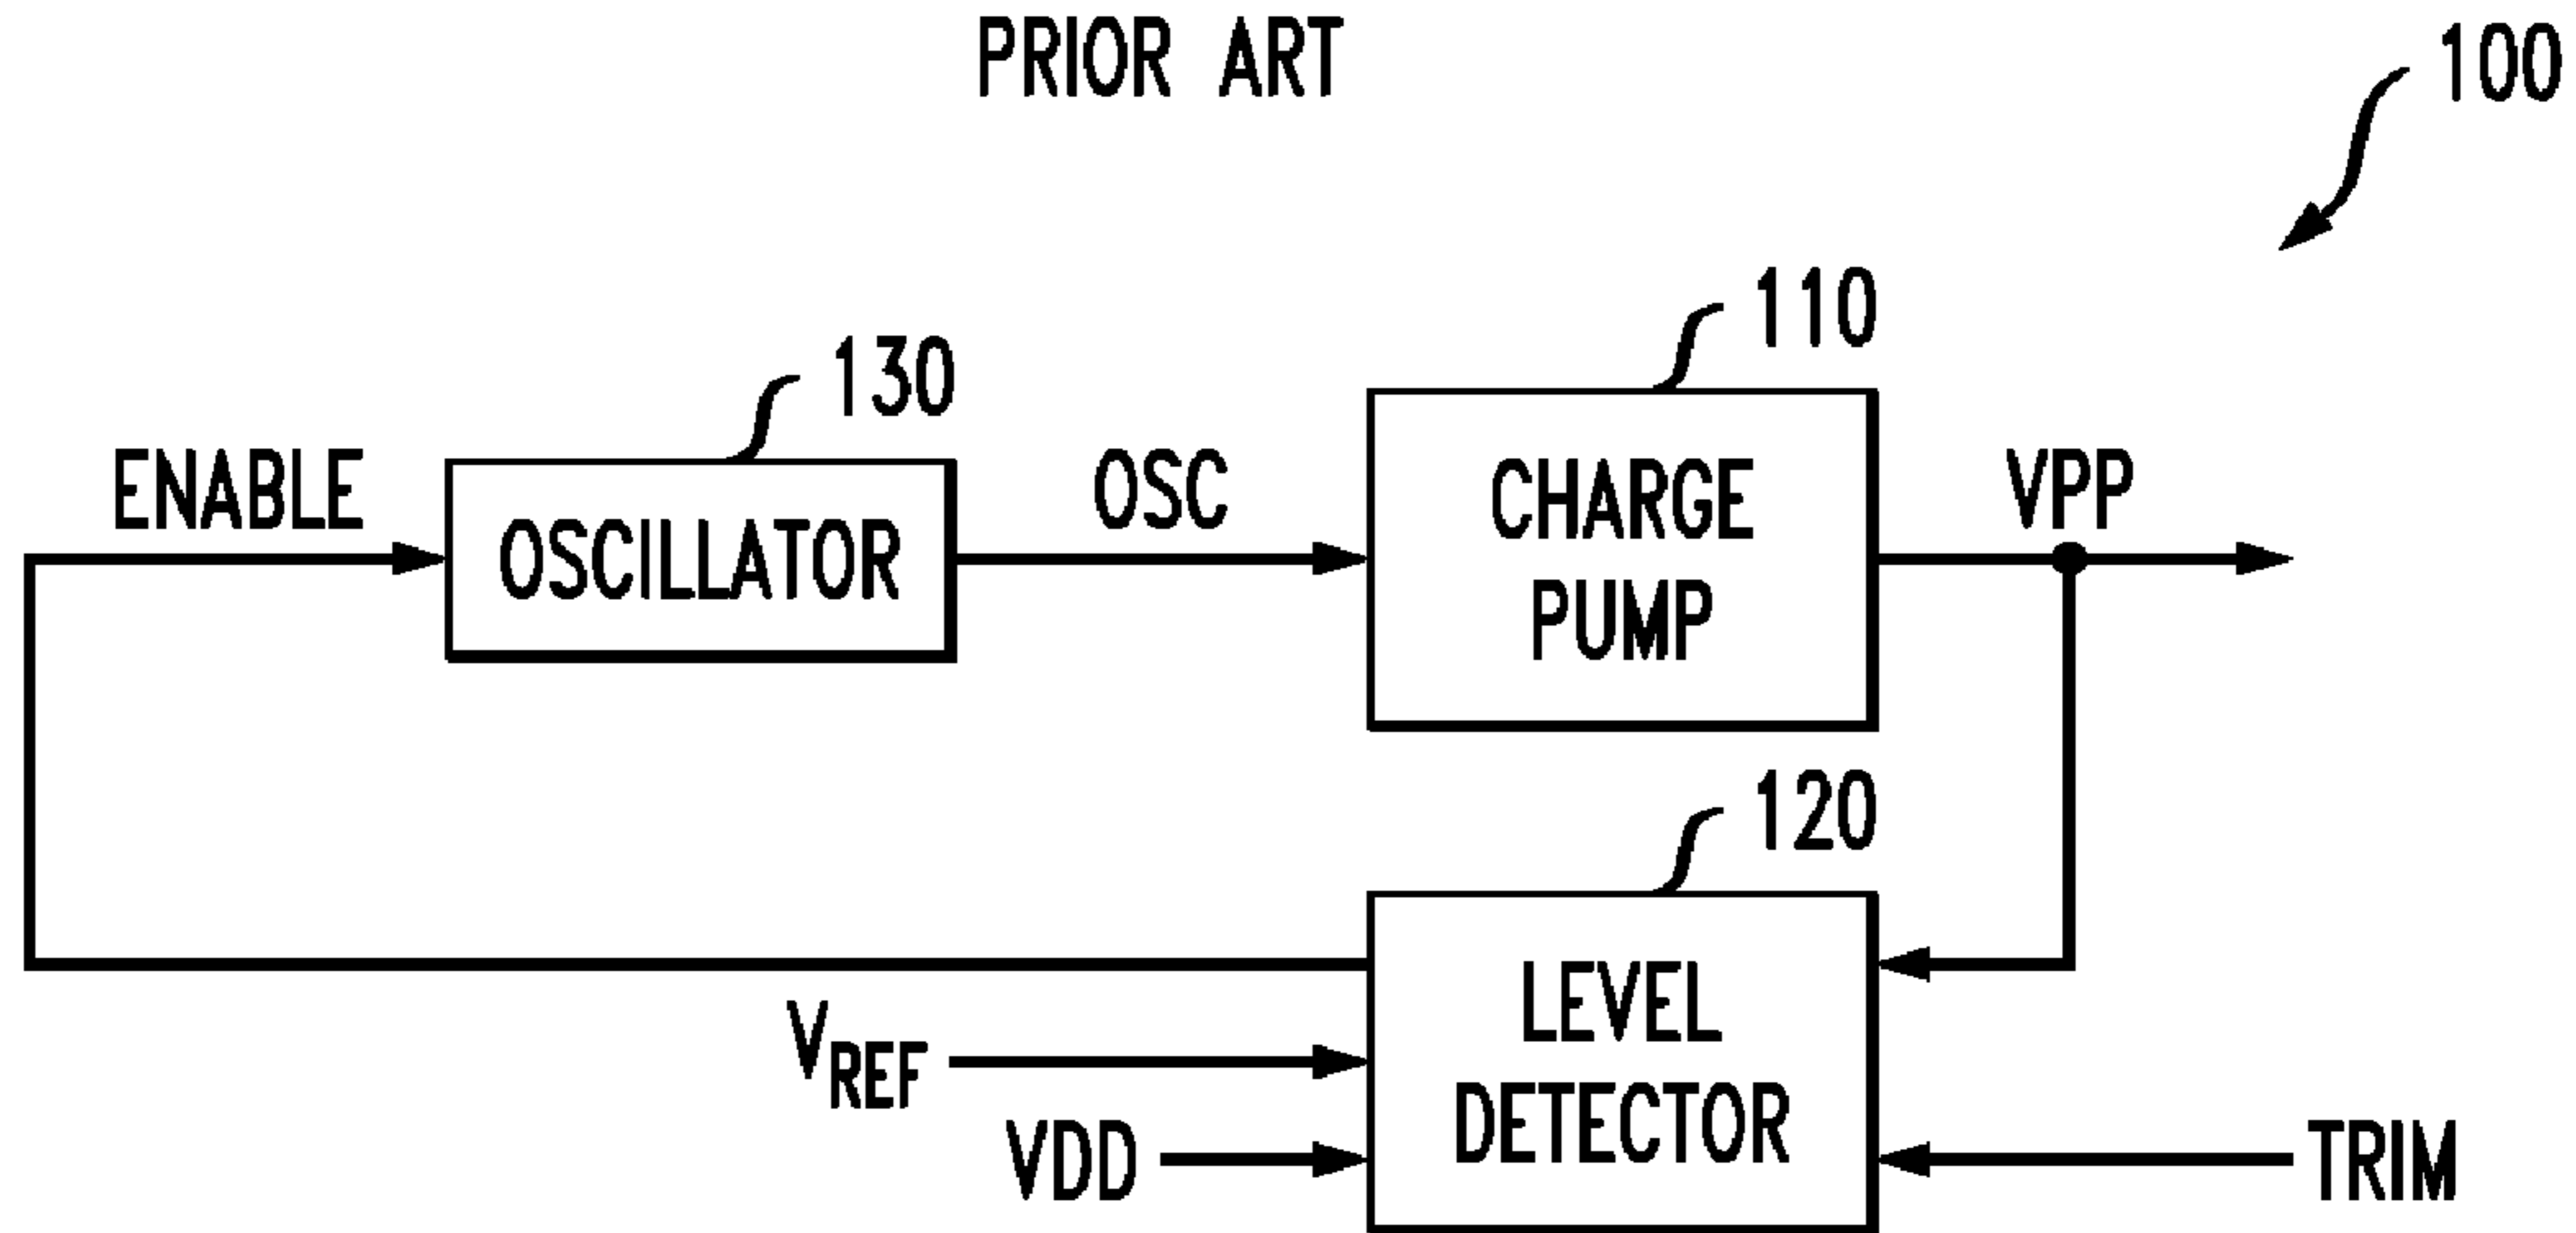 PRIOR ART
100
110
130
ENABLE
OSCILLATOR
OSC
CHARGE
PUMP
VPP
120
LEVEL
DETECTOR
VREF
VDD
TRIM